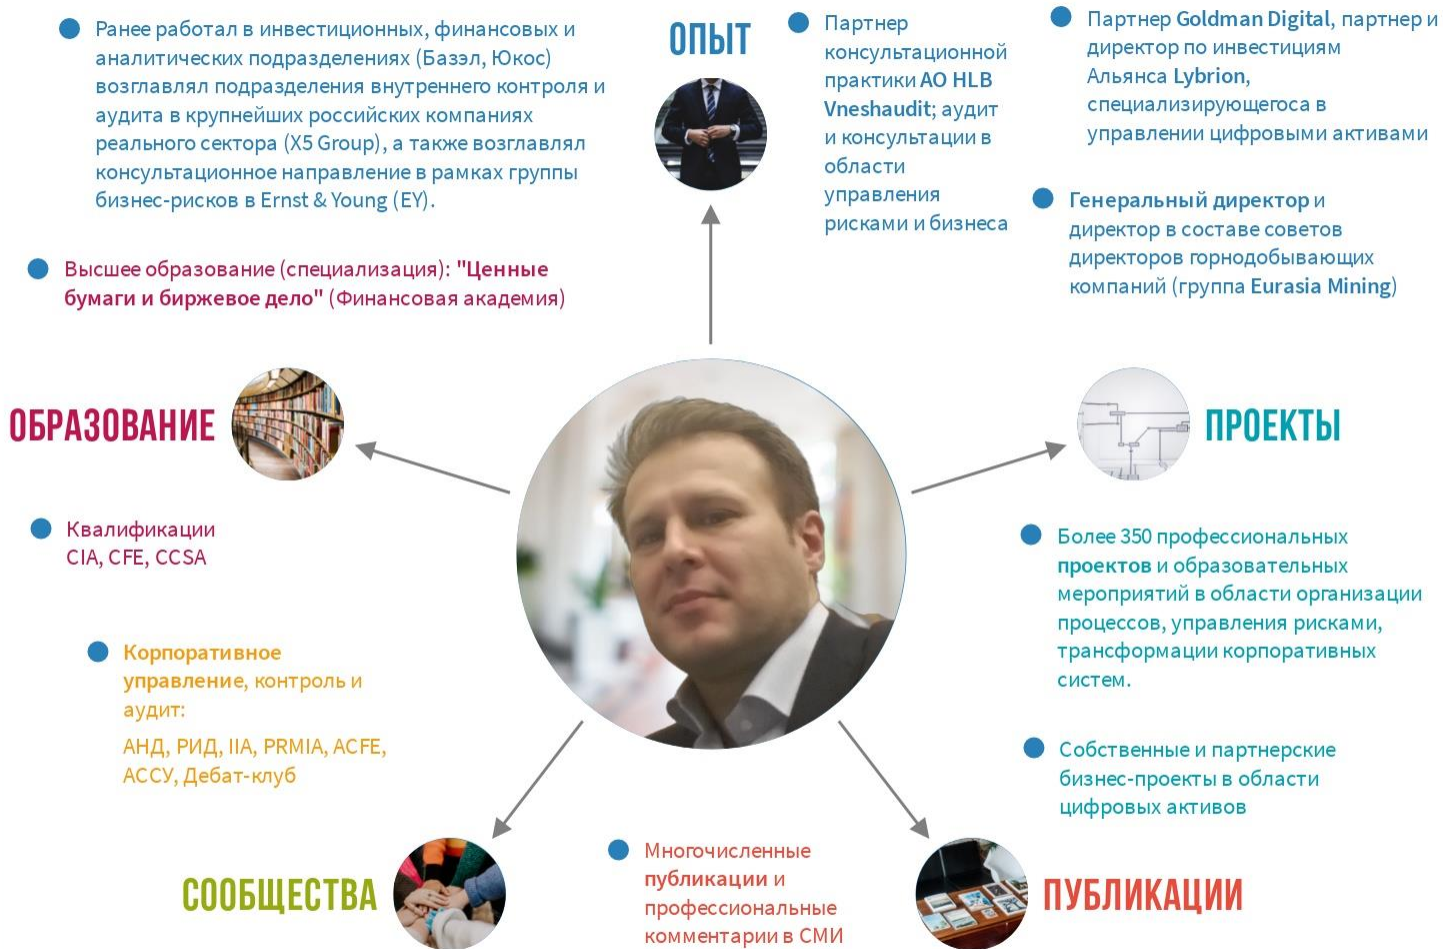 Ранее работал в инвестиционных, финансовых и
аналитических подразделениях (Базэл, Юкос)
возглавлял подразделения внутреннего контроля и
аудита в крупнейших российских компаниях
реального сектора (X5 Group), а также возглавлял
консультационное направление в рамках группы
бизнес-рисков в Ernst & Young (EY).
ОПЫТ
Партнер
консультационной
практики АО HLB
Vneshaudit; аудит
и консультации в
области
управления
рисками и бизнеса
Партнер Goldman Digital, партнер и
директор по инвестициям
Альянса Lybrion,
специализирующегоса в
управлении цифровыми активами
Генеральный директор и
директор в составе советов
директоров горнодобывающих
компаний (группа Eurasia Mining)
Высшее образование (специализация): "Ценные
бумаги и биржевое дело" (Финансовая академия)
ОБРАЗОВАНИЕ
Квалификации
CIA, CFE, CCSA
ПРОЕКТЫ
Более 350 профессиональных
проектов и образовательных
мероприятий в области организации
процессов, управления рисками,
трансформации корпоративных
систем.
Собственные и партнерские
бизнес-проекты в области
цифровых активов
Корпоративное
управление, контроль и
аудит:
АНД, РИД, IIA, PRMIA, ACFE,
АССУ, Дебат-клуб
СООБЩЕСТВА
Многочисленные
публикации и
профессиональные
комментарии в СМИ
ПУБЛИКАЦИИ